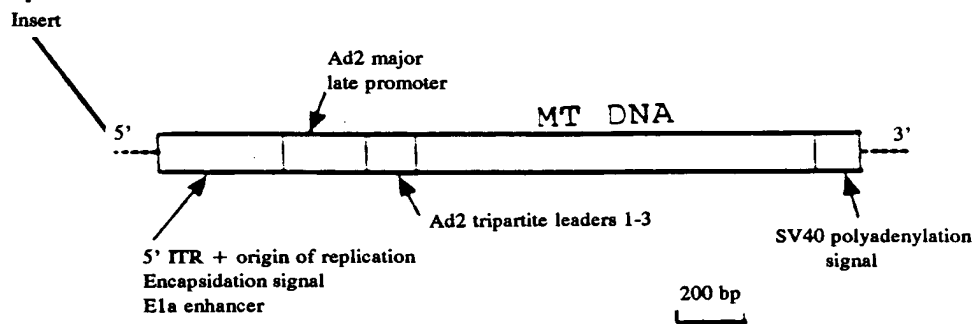 Insert
Ad2 major
late promoter
MT DNA
5'
3'
Ad2 tripartite leaders 1-3
SV40 polyadenylation
signal
5' ITR + origin of replication
Encapsidation signal
E1a enhancer
200 bp